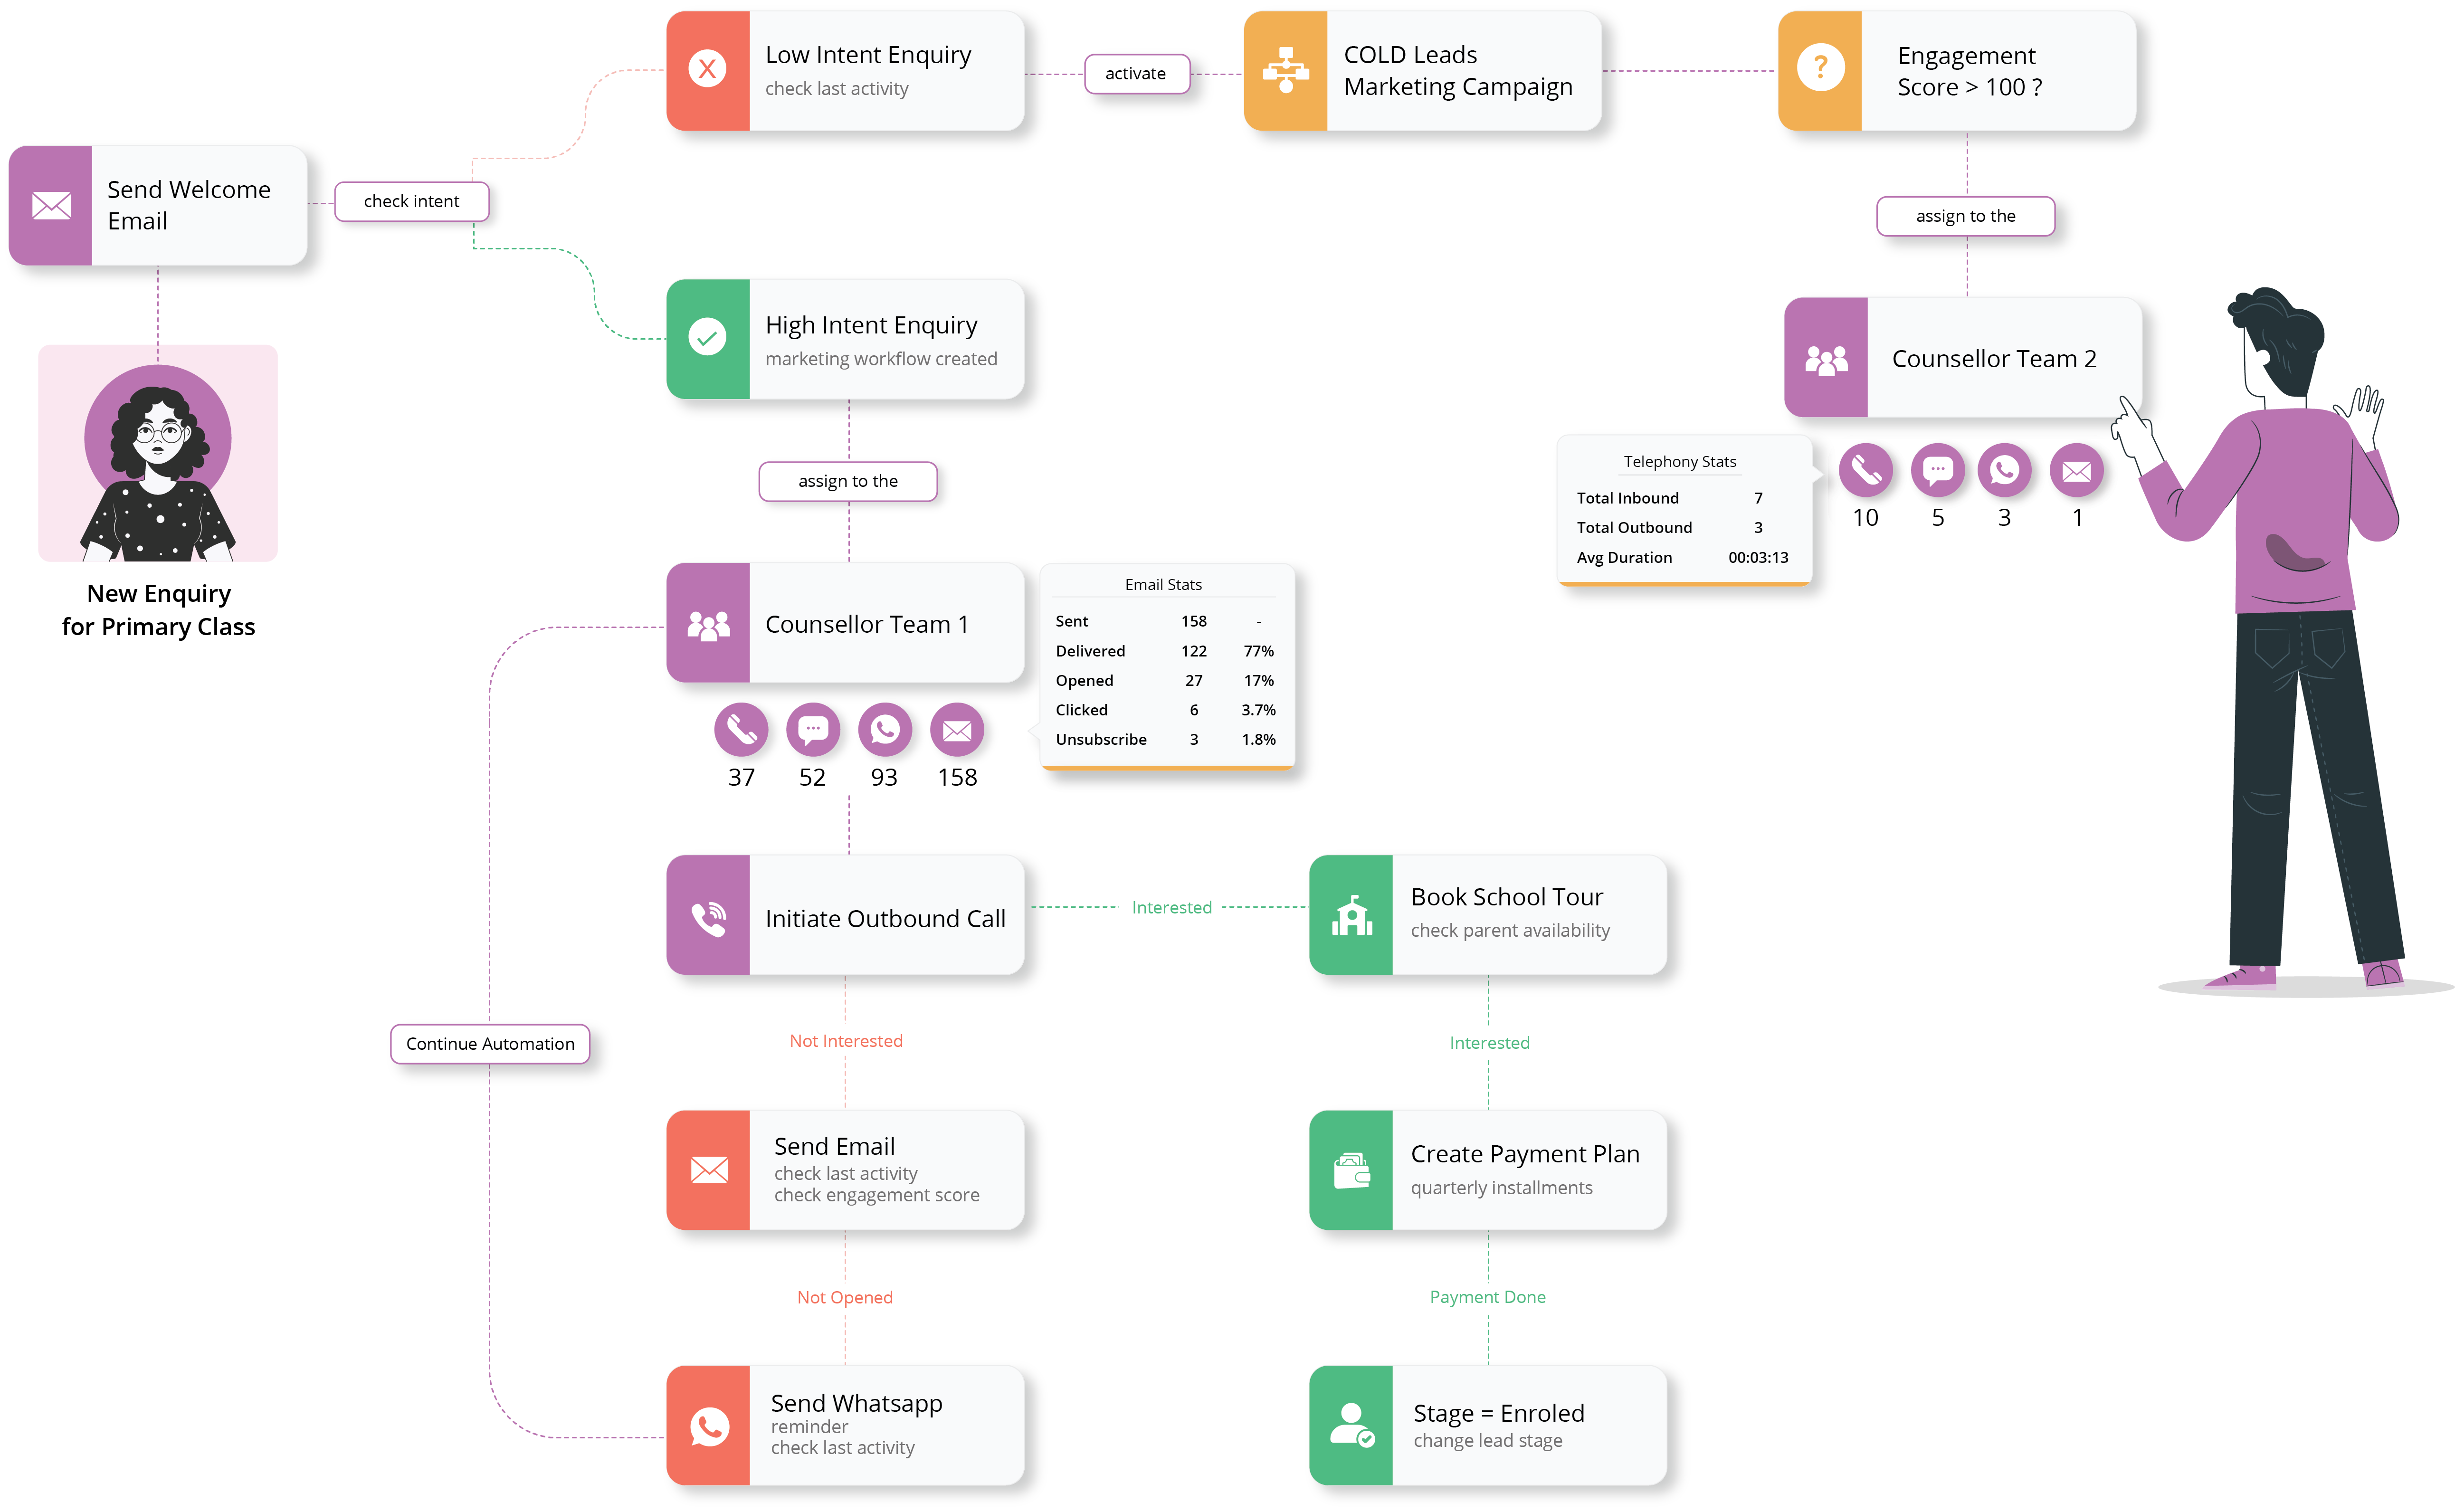 Low Intent Enquiry
check last activity
activate
COLD Leads
Marketing Campaign
?
Engagement
Score > 100 ?
Send Welcome
Email
check intent
assign to the
High Intent Enquiry
marketing workflow created
Counsellor Team 2
assign to the
Telephony Stats
Total Inbound 7
Total Outbound 3
Avg Duration 00:03:13
10 5 3 1
New Enquiry
for Primary Class
Counsellor Team 1
Email Stats
Sent 158 -
Delivered 122 77%
Opened 27 17%
Clicked 6 3.7%
Unsubscribe 3 1.8%
37 52 93 158
Initiate Outbound Call
Interested
Book School Tour
check parent availability
Continue Automation
Not Interested
Interested
Send Email
check last activity
check engagement score
Create Payment Plan
quarterly installments
Not Opened
Payment Done
Send Whatsapp
reminder
check last activity
Stage = Enroled
change lead stage